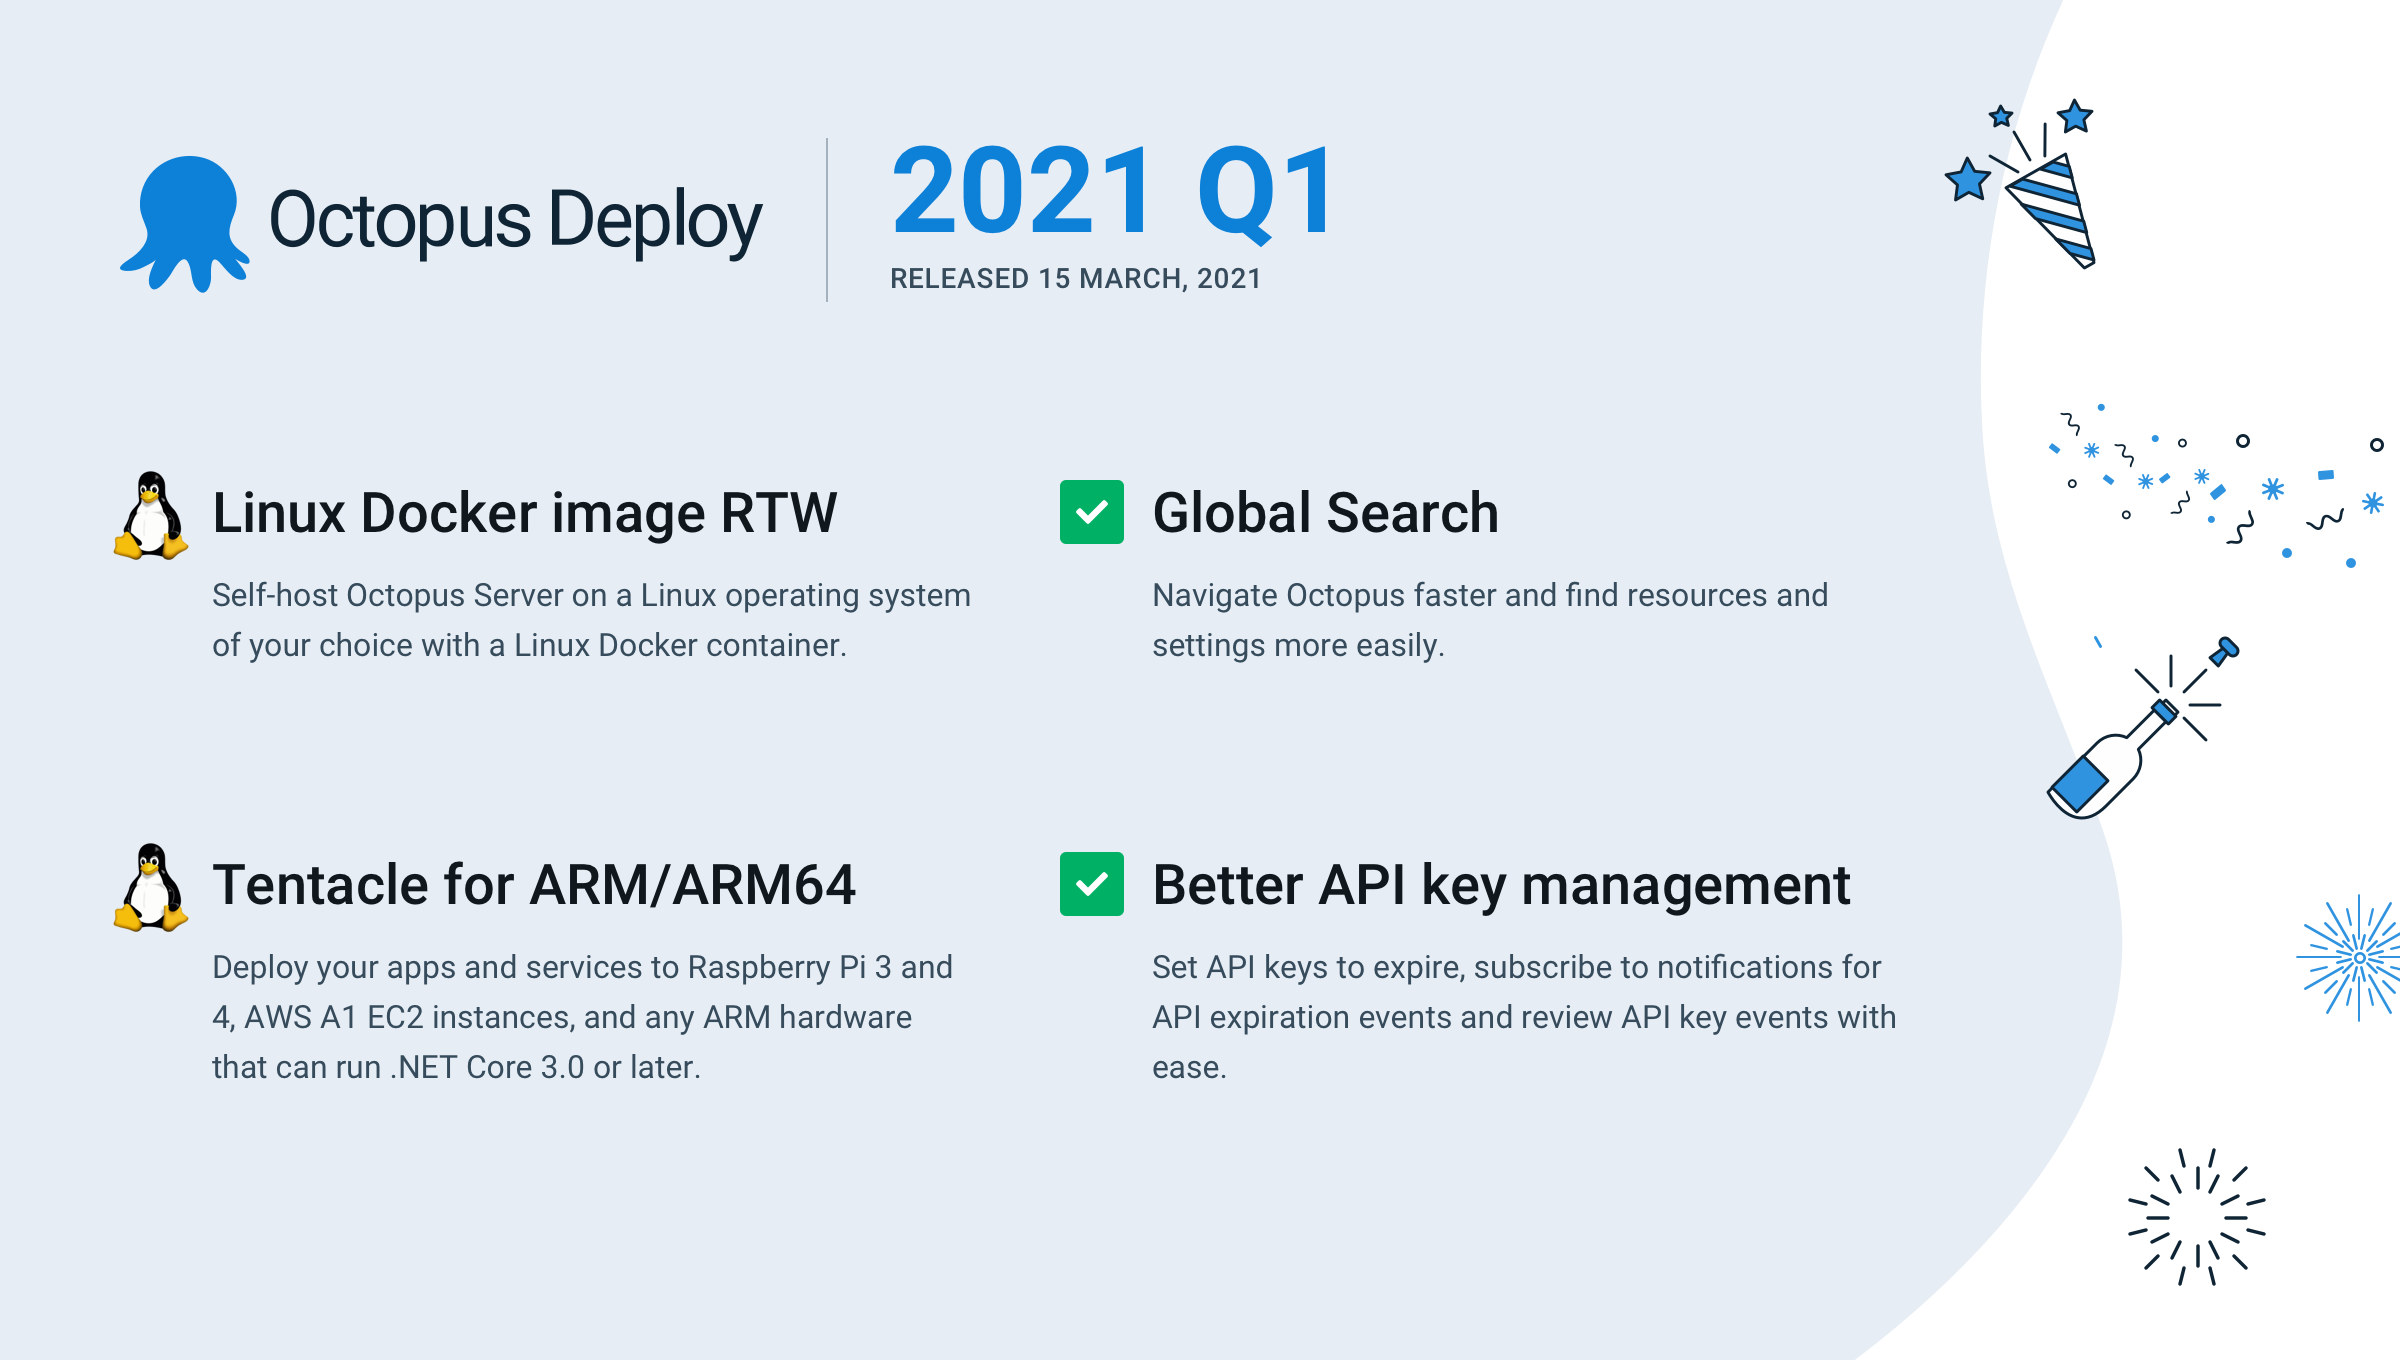 Octopus Deploy
2021 Q1
RELEASED 15 MARCH, 2021
Linux Docker image RTW
Self-host Octopus Server on a Linux operating system
of your choice with a Linux Docker container.
Global Search
Navigate Octopus faster and find resources and
settings more easily.
Tentacle for ARM/ARM64
Deploy your apps and services to Raspberry Pi 3 and
4, AWS A1 EC2 instances, and any ARM hardware
that can run .NET Core 3.0 or later.
Better API key management
Set API keys to expire, subscribe to notifications for
API expiration events and review API key events with
ease.